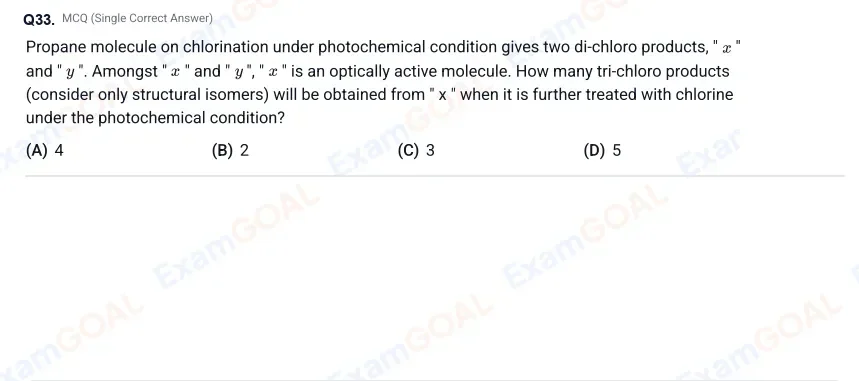 Q33. MCQ (Single Correct Answer)
Propane molecule on chlorination under photochemical condition gives two di-chloro products, " x "
and " y ". Amongst " x " and " y ", " x " is an optically active molecule. How many tri-chloro products
(consider only structural isomers) will be obtained from " x " when it is further treated with chlorine
under the photochemical condition?
(A) 4 (B) 2 (C) 3 (D) 5
ExamGOAL ExamGOAL